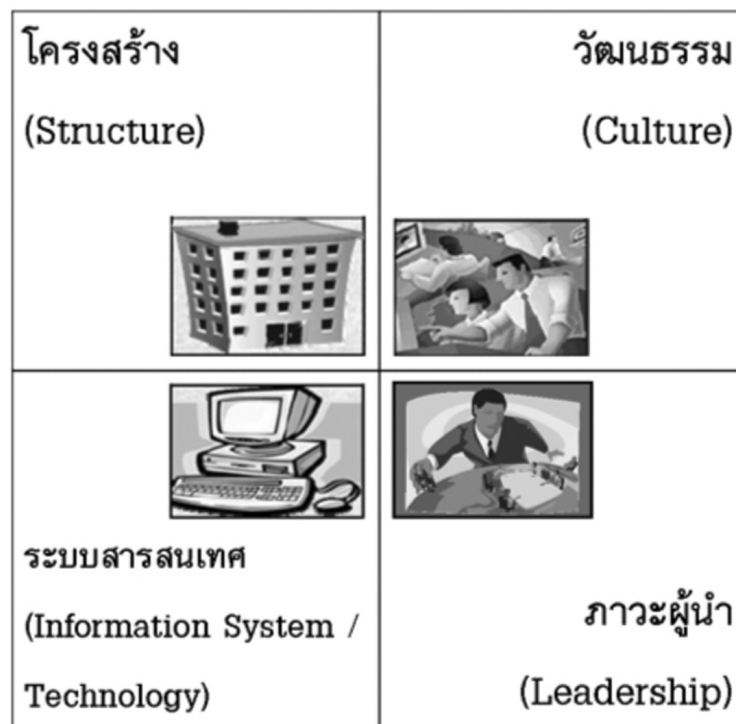 โครงสร้าง
(Structure)
วัฒนธรรม
(Culture)
ระบบสารสนเทศ
(Information System /
Technology)
ภาวะผู้นำ
(Leadership)